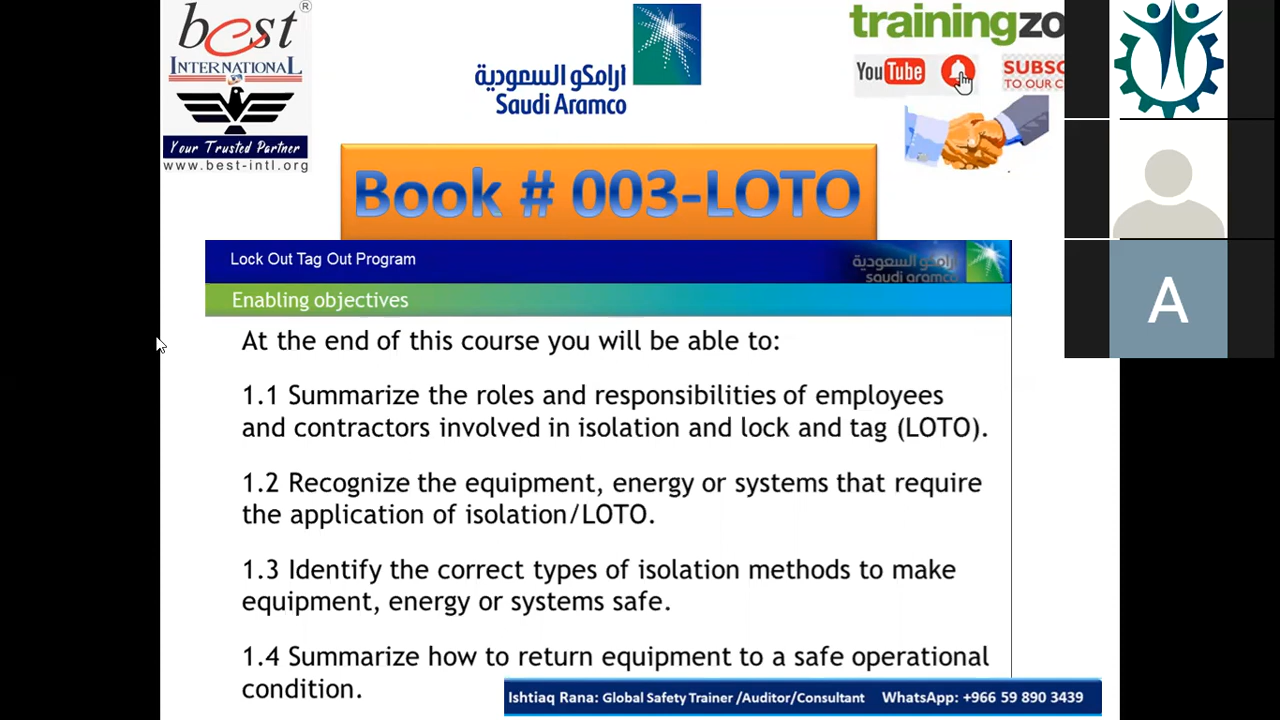 best
®
INTERNATIONAL
Your Trusted Partner
www.best-intl.org
أرامكو السعودية
Saudi Aramco
trainingzo
YouTube
SUBSC
TO OUR C
Book # 003-LOTO
Lock Out Tag Out Program
أرامكو السعودية
saudi aramco
Enabling objectives
At the end of this course you will be able to:
1.1 Summarize the roles and responsibilities of employees
and contractors involved in isolation and lock and tag (LOTO).
1.2 Recognize the equipment, energy or systems that require
the application of isolation/LOTO.
1.3 Identify the correct types of isolation methods to make
equipment, energy or systems safe.
1.4 Summarize how to return equipment to a safe operational
condition.
Ishtiaq Rana: Global Safety Trainer /Auditor/Consultant WhatsApp: +966 59 890 3439
A